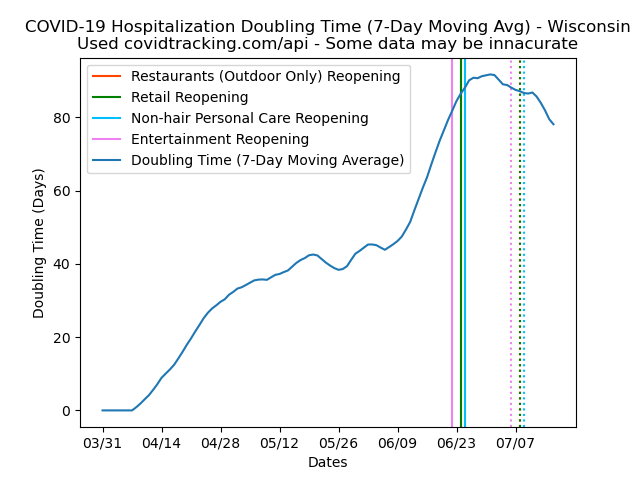 COVID-19 Hospitalization Doubling Time (7-Day Moving Avg) - Wisconsin
Used covidtracking.com/api - Some data may be innacurate
Restaurants (Outdoor Only) Reopening
Retail Reopening
Non-hair Personal Care Reopening
Entertainment Reopening
Doubling Time (7-Day Moving Average)
Doubling Time (Days)
80
60
40
20
0
03/31 04/14 04/28 05/12 05/26 06/09 06/23 07/07
Dates